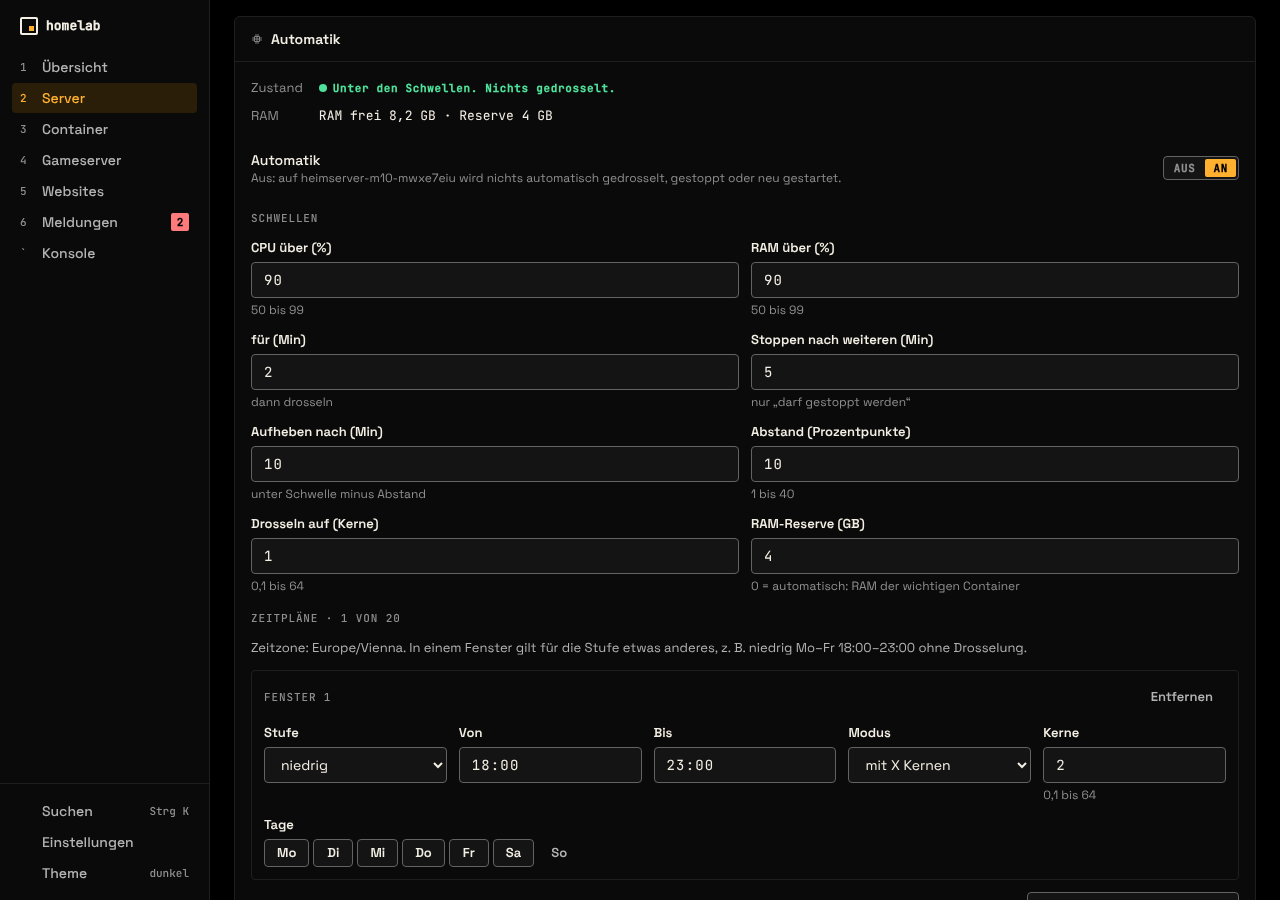 homelab
1 Übersicht
2 Server
3 Container
4 Gameserver
5 Websites
6 Meldungen 2
` Konsole
Suchen Strg K
Einstellungen
Theme dunkel
Automatik
Zustand Unter den Schwellen. Nichts gedrosselt.
RAM RAM frei 8,2 GB · Reserve 4 GB
Automatik
Aus: auf heimserver-m10-mwxe7eiu wird nichts automatisch gedrosselt, gestoppt oder neu gestartet.
AUS AN
SCHWELLEN
CPU über (%) RAM über (%)
90 90
50 bis 99 50 bis 99
für (Min) Stoppen nach weiteren (Min)
2 5
dann drosseln nur „darf gestoppt werden“
Aufheben nach (Min) Abstand (Prozentpunkte)
10 10
unter Schwelle minus Abstand 1 bis 40
Drosseln auf (Kerne) RAM-Reserve (GB)
1 4
0,1 bis 64 0 = automatisch: RAM der wichtigen Container
ZEITPLÄNE · 1 VON 20
Zeitzone: Europe/Vienna. In einem Fenster gilt für die Stufe etwas anderes, z. B. niedrig Mo–Fr 18:00–23:00 ohne Drosselung.
FENSTER 1 Entfernen
Stufe Von Bis Modus Kerne
niedrig 18:00 23:00 mit X Kernen 2
0,1 bis 64
Tage
Mo Di Mi Do Fr Sa So